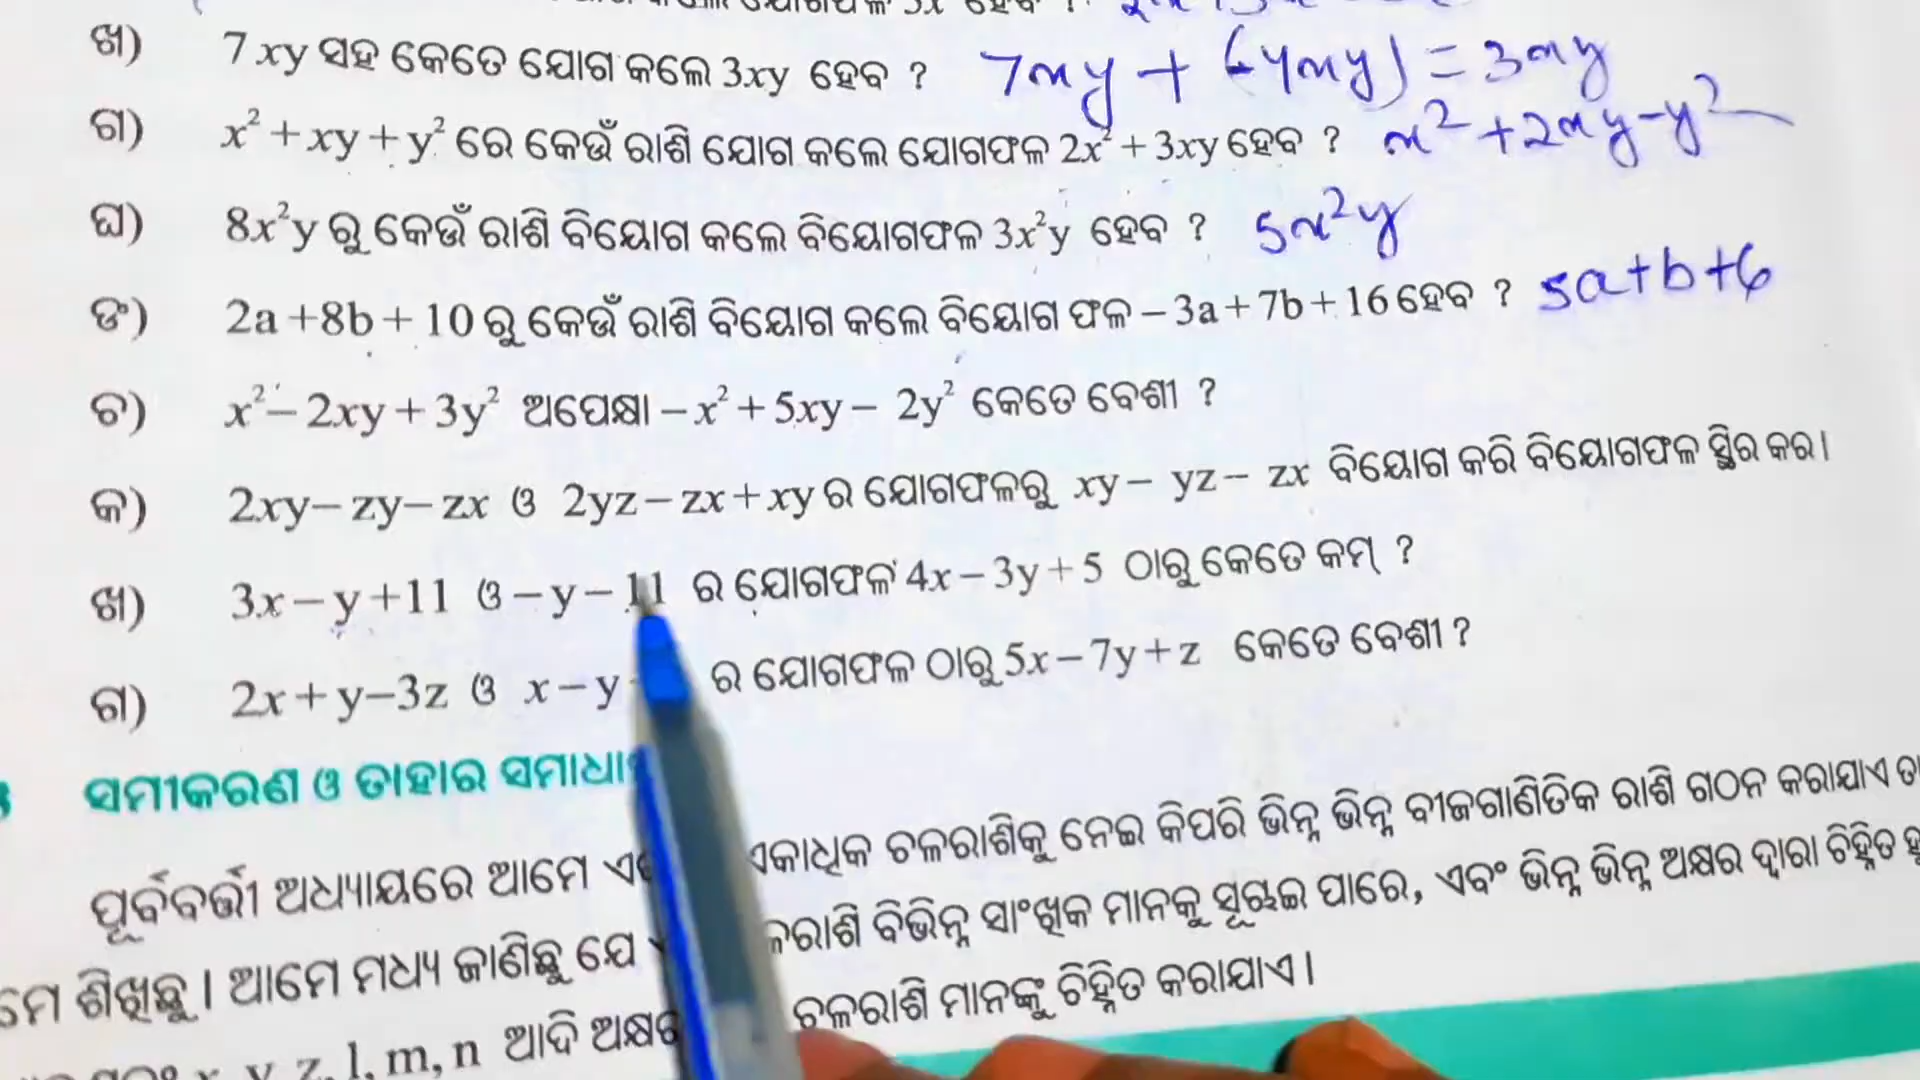 ଖ) 7xy ସହ କେତେ ଯୋଗ କଲେ 3xy ହେବ ? 7xy + (-4xy) = 3xy
ଗ) x² + xy + y² ରେ କେଉଁ ରାଶି ଯୋଗ କଲେ ଯୋଗଫଳ 2x² + 3xy ହେବ ? x² + 2xy - y²
ଘ) 8x²y ରୁ କେଉଁ ରାଶି ବିୟୋଗ କଲେ ବିୟୋଗଫଳ 3x²y ହେବ ? 5x²y
ଙ) 2a + 8b + 10 ରୁ କେଉଁ ରାଶି ବିୟୋଗ କଲେ ବିୟୋଗ ଫଳ – 3a + 7b + 16 ହେବ ? 5a + b + 6
ଚ) x² – 2xy + 3y² ଅପେକ୍ଷା – x² + 5xy – 2y² କେତେ ବେଶୀ ?
କ) 2xy – zy – zx ଓ 2yz – zx + xy ର ଯୋଗଫଳରୁ xy – yz – zx ବିୟୋଗ କରି ବିୟୋଗଫଳ ସ୍ଥିର କର।
ଖ) 3x – y + 11 ଓ – y – 11 ର ଯୋଗଫଳ 4x – 3y + 5 ଠାରୁ କେତେ କମ୍ ?
ଗ) 2x + y – 3z ଓ x – y ର ଯୋଗଫଳ ଠାରୁ 5x – 7y + z କେତେ ବେଶୀ ?
ସମୀକରଣ ଓ ତାହାର
ପୂର୍ବବର୍ତ୍ତୀ ଅଧ୍ୟାୟରେ ଆମେ ଏକାଧିକ ଚଳରାଶିକୁ ନେଇ କିପରି ଭିନ୍ନ ଭିନ୍ନ ବୀଜଗାଣିତିକ ରାଶି ଗଠନ କରାଯାଏ
ଶିଖିଛୁ। ଆମେ ମଧ୍ୟ ଜାଣିଛୁ ଯେ ବିଭିନ୍ନ ସାଂଖିକ ମାନକୁ ସୂଚାଇ ପାରେ, ଏବଂ ଭିନ୍ନ ଭିନ୍ନ ଅକ୍ଷର ଦ୍ୱାରା ଚିହ୍ନିତ
x, y, z, l, m, n ଆଦି ଚଳରାଶି ମାନଙ୍କୁ ଚିହ୍ନିତ କରାଯାଏ।